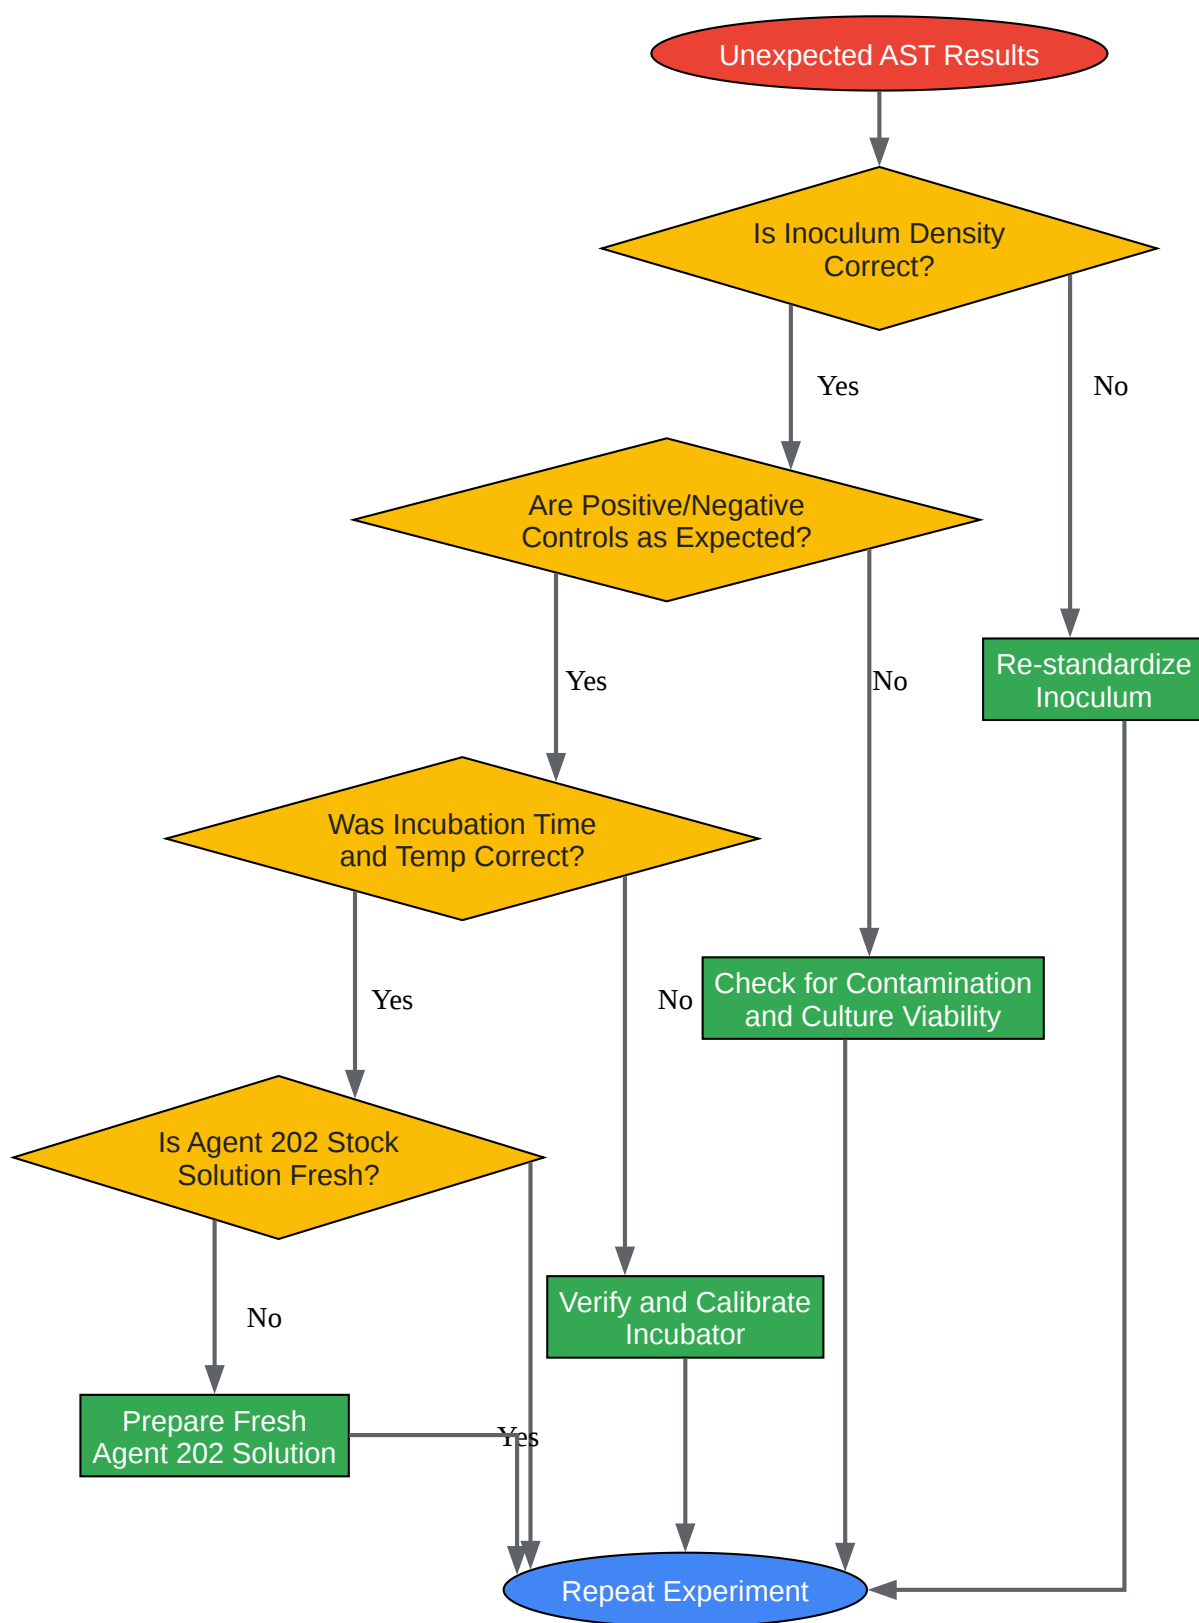 Unexpected AST Results
Is Inoculum Density
Correct?
Yes
No
Are Positive/Negative
Controls as Expected?
Re-standardize
Inoculum
Yes
No
Was Incubation Time
and Temp Correct?
Check for Contamination
and Culture Viability
Yes
No
Is Agent 202 Stock
Solution Fresh?
Verify and Calibrate
Incubator
No
Prepare Fresh
Agent 202 Solution
Yes
Repeat Experiment